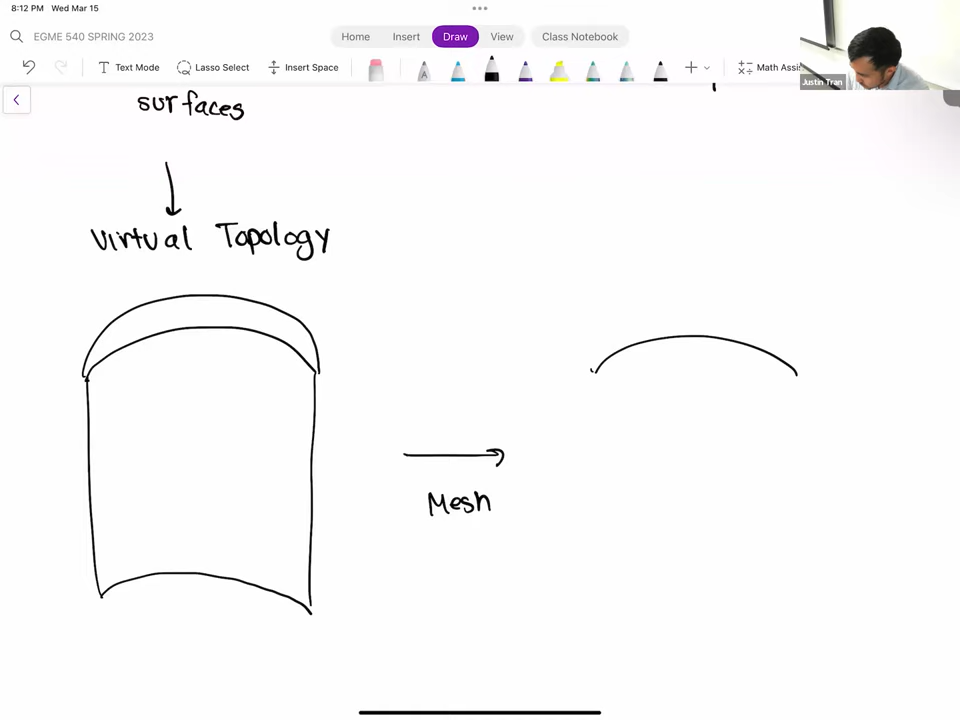 8:12 PM Wed Mar 15
EGME 540 SPRING 2023
Home Insert Draw View Class Notebook
Text Mode Lasso Select Insert Space Math Assis
Justin Tran
surfaces
Virtual Topology
Mesh